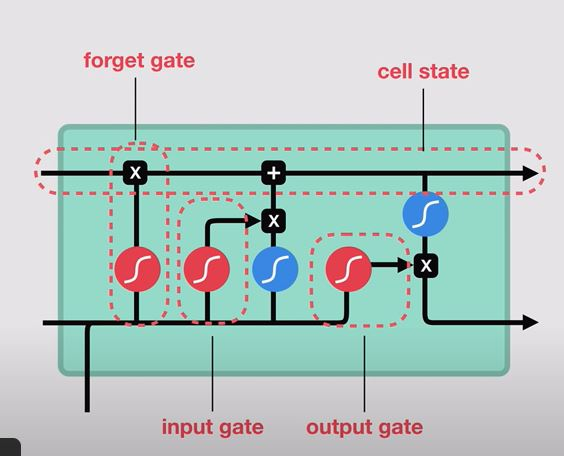 forget gate
cell state
X
+
X
X
input gate
output gate